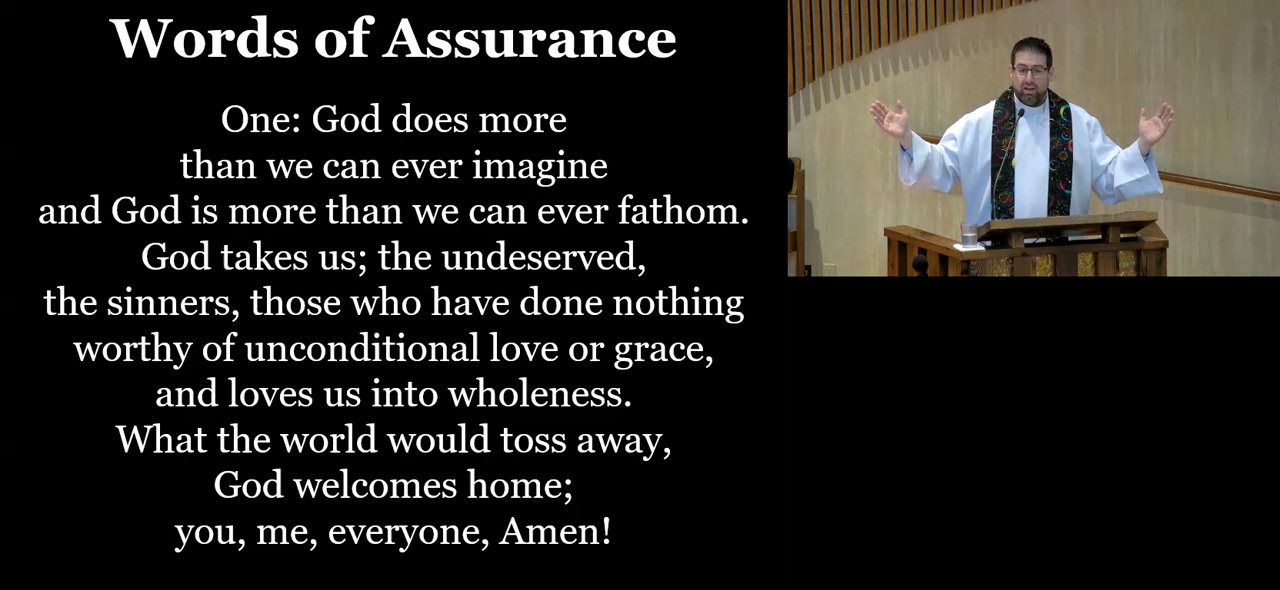 Words of Assurance
One: God does more
than we can ever imagine
and God is more than we can ever fathom.
God takes us; the undeserved,
the sinners, those who have done nothing
worthy of unconditional love or grace,
and loves us into wholeness.
What the world would toss away,
God welcomes home;
you, me, everyone, Amen!